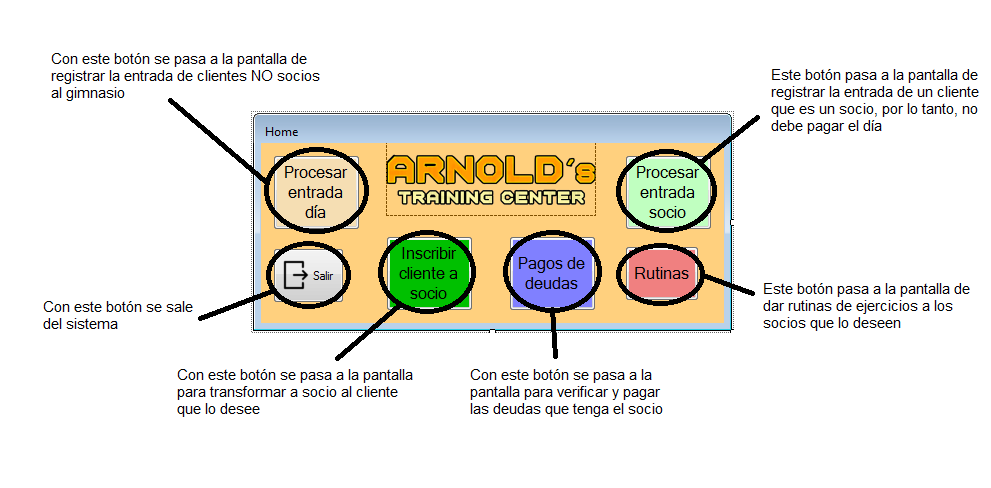 Con este botón se pasa a la pantalla de
registrar la entrada de clientes NO socios
al gimnasio
Este botón pasa a la pantalla de
registrar la entrada de un cliente
que es un socio, por lo tanto, no
debe pagar el día
Home
Procesar
entrada
día
ARNOLD´s
TRAINING CENTER
Procesar
entrada
socio
Salir
Inscribir
cliente a
socio
Pagos de
deudas
Rutinas
Con este botón se sale
del sistema
Este botón pasa a la pantalla de
dar rutinas de ejercicios a los
socios que lo deseen
Con este botón se pasa a la pantalla
para transformar a socio al cliente
que lo desee
Con este botón se pasa a la
pantalla para verificar y pagar
las deudas que tenga el socio